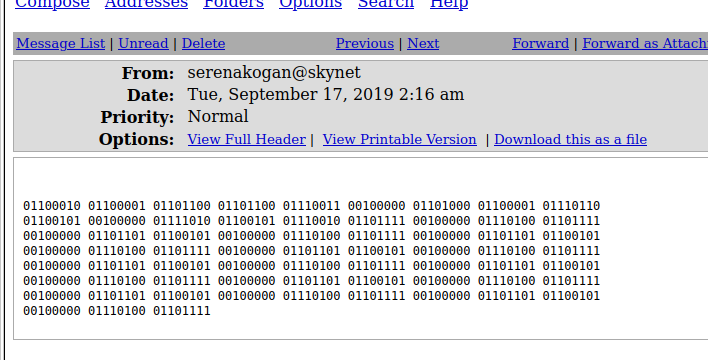 Compose Addresses Folders Options Search Help
Message List | Unread | Delete Previous | Next Forward | Forward as Attach
From: serenakogan@skynet
Date: Tue, September 17, 2019 2:16 am
Priority: Normal
Options: View Full Header | View Printable Version | Download this as a file
01100010 01100001 01101100 01101100 01110011 00100000 01101000 01100001 01110110
01100101 00100000 01111010 01100101 01110010 01101111 00100000 01110100 01101111
00100000 01101101 01100101 00100000 01110100 01101111 00100000 01101101 01100101
00100000 01110100 01101111 00100000 01101101 01100101 00100000 01110100 01101111
00100000 01101101 01100101 00100000 01110100 01101111 00100000 01101101 01100101
00100000 01110100 01101111 00100000 01101101 01100101 00100000 01110100 01101111
00100000 01101101 01100101 00100000 01110100 01101111 00100000 01101101 01100101
00100000 01110100 01101111